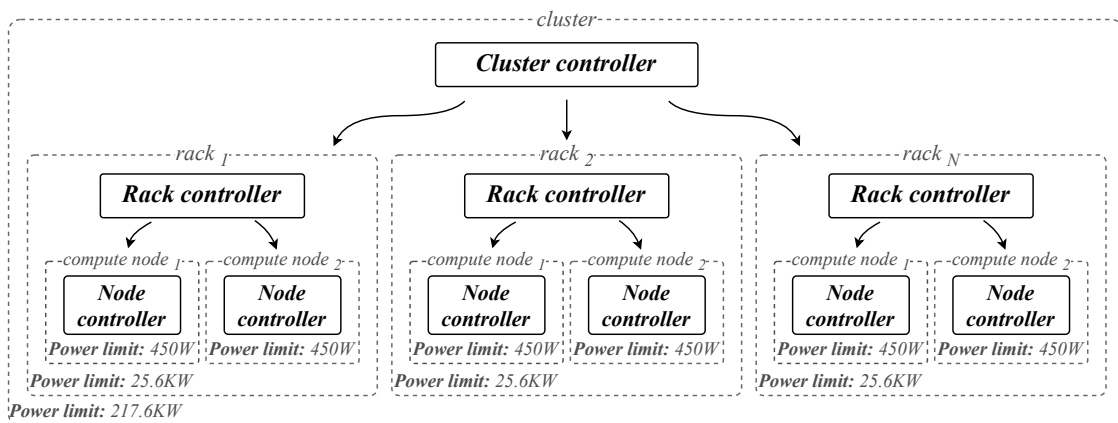 cluster
Cluster controller
rack 1
rack 2
rack N
Rack controller
Rack controller
Rack controller
compute node 1
compute node 2
compute node 1
compute node 2
compute node 1
compute node 2
Node
controller
Node
controller
Node
controller
Node
controller
Node
controller
Node
controller
Power limit: 450W
Power limit: 450W
Power limit: 450W
Power limit: 450W
Power limit: 450W
Power limit: 450W
Power limit: 25.6KW
Power limit: 25.6KW
Power limit: 25.6KW
Power limit: 217.6KW